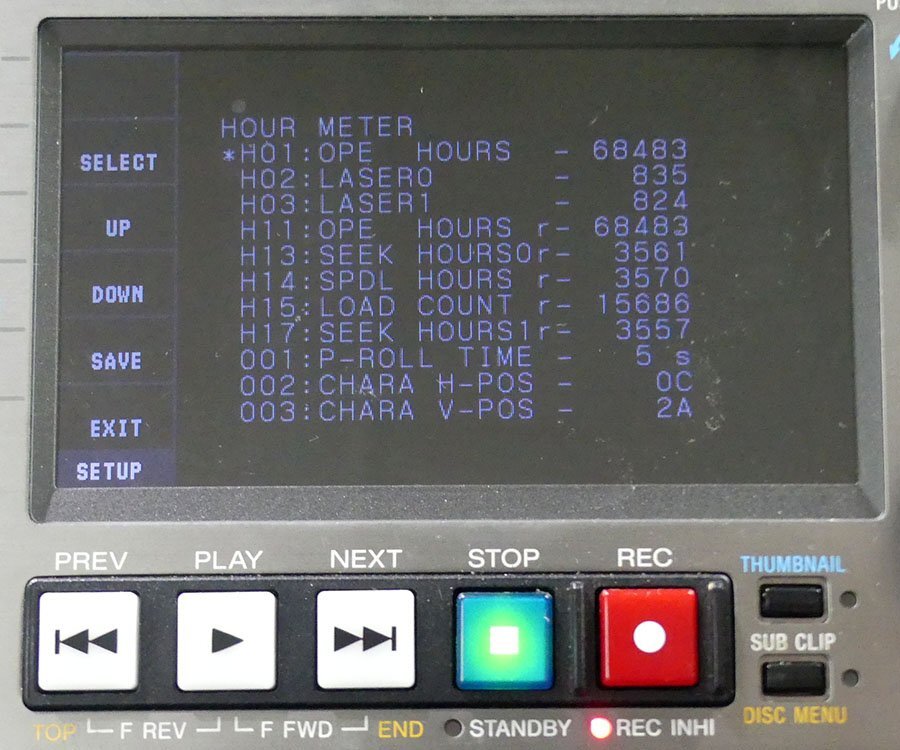 HOUR METER
*H01:OPE HOURS - 68483
H02:LASER0 - 835
H03:LASER1 - 824
H11:OPE HOURS r- 68483
H13:SEEK HOURS0r- 3561
H14:SPDL HOURS r- 3570
H15:LOAD COUNT r- 15686
H17:SEEK HOURS1r- 3557
001:P-ROLL TIME - 5 s
002:CHARA H-POS - 0C
003:CHARA V-POS - 2A
SELECT
UP
DOWN
SAVE
EXIT
SETUP
PREV PLAY NEXT STOP REC
THUMBNAIL
SUB CLIP
DISC MENU
TOP F REV F FWD END STANDBY REC INHI